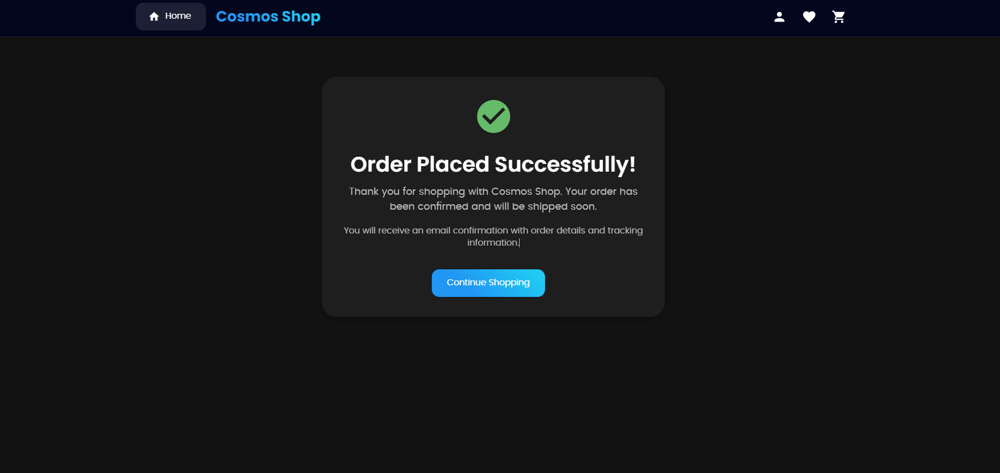 Home
Cosmos Shop
Order Placed Successfully!
Thank you for shopping with Cosmos Shop. Your order has
been confirmed and will be shipped soon.
You will receive an email confirmation with order details and tracking
information.
Continue Shopping